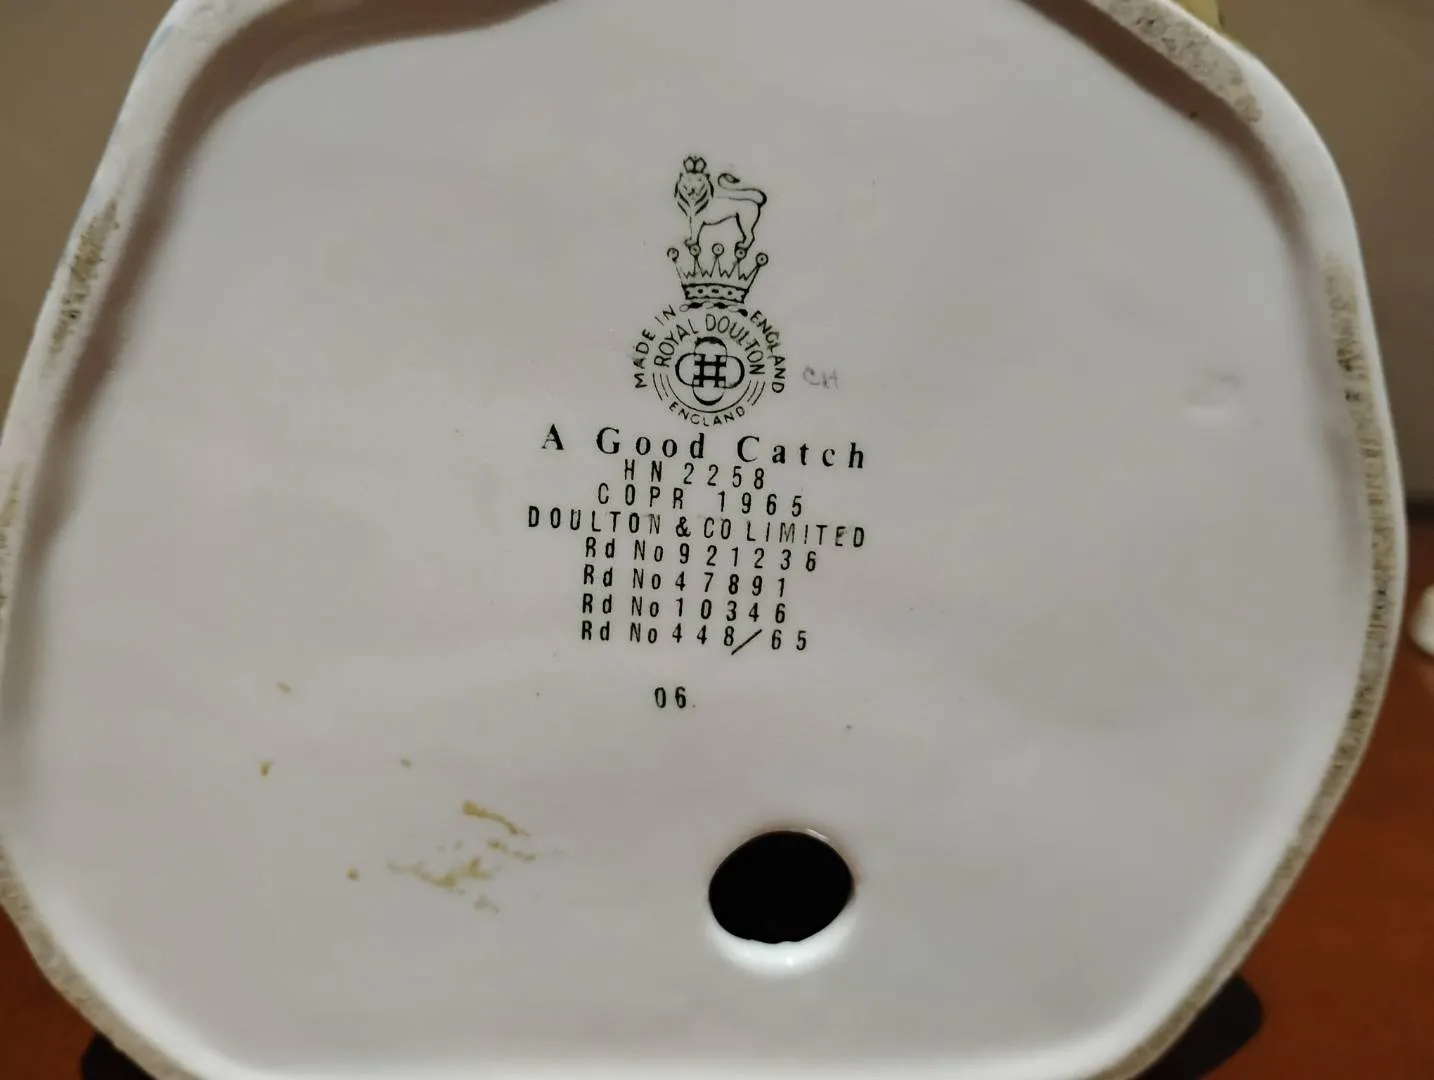 MADE IN ENGLAND
ROYAL DOULTON
ENGLAND
CH
A Good Catch
HN 2258
COPR 1965
DOULTON & CO LIMITED
Rd No 921236
Rd No 47891
Rd No 10346
Rd No 448/65
06.